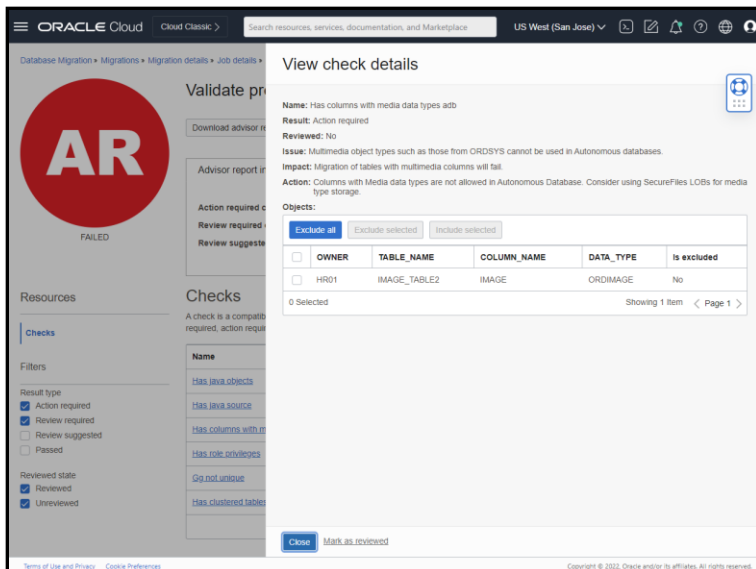 ORACLE Cloud
Cloud Classic >
Search resources, services, documentation, and Marketplace
US West (San Jose)
Database Migration » Migrations » Migration details » Job details »
AR
FAILED
Validate pr
Download advisor re
Advisor report in
Action required c
Review required
Review suggeste
Resources
Checks
Filters
Result type
Action required
Review required
Review suggested
Passed
Reviewed state
Reviewed
Unreviewed
Checks
A check is a compatib
required, action requir
Name
Has java objects
Has java source
Has columns with m
Has role privileges
Gg not unique
Has clustered tables
View check details
Name: Has columns with media data types adb
Result: Action required
Reviewed: No
Issue: Multimedia object types such as those from ORDSYS cannot be used in Autonomous databases.
Impact: Migration of tables with multimedia columns will fail.
Action: Columns with Media data types are not allowed in Autonomous Database. Consider using SecureFiles LOBs for media
type storage.
Objects:
Exclude all Exclude selected Include selected
OWNER TABLE_NAME COLUMN_NAME DATA_TYPE Is excluded
HR01 IMAGE_TABLE2 IMAGE ORDIMAGE No
0 Selected Showing 1 Item < Page 1 >
Close Mark as reviewed
Terms of Use and Privacy Cookie Preferences
Copyright © 2022, Oracle and/or its affiliates. All rights reserved.